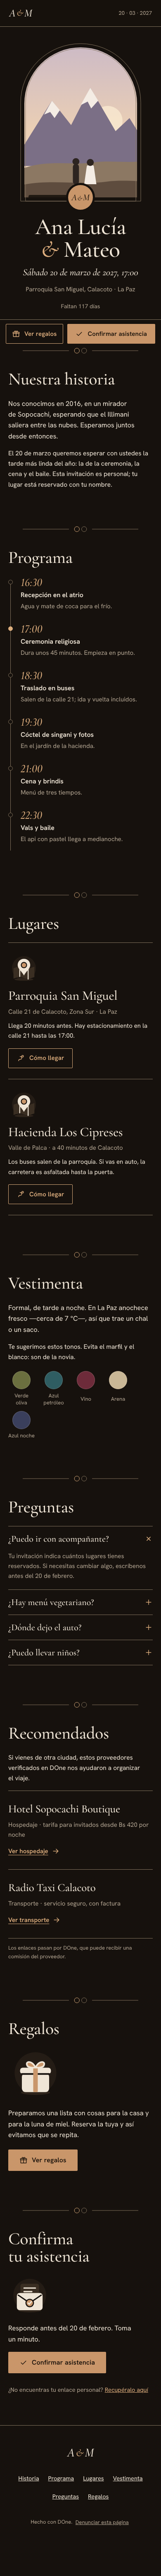 A & M
20 · 03 · 2027
A & M
Ana Lucía
& Mateo
Sábado 20 de marzo de 2027, 17:00
Parroquia San Miguel, Calacoto · La Paz
Faltan 117 días
Ver regalos
Confirmar asistencia
Nuestra historia
Nos conocimos en 2016, en un mirador
de Sopocachi, esperando que el Illimani
saliera entre las nubes. Esperamos juntos
desde entonces.
El 20 de marzo queremos esperar con ustedes la
tarde más linda del año: la de la ceremonia, la
cena y el baile. Esta invitación es personal; tu
lugar está reservado con tu nombre.
Programa
16:30
Recepción en el atrio
Agua y mate de coca para el frío.
17:00
Ceremonia religiosa
Dura unos 45 minutos. Empieza en punto.
18:30
Traslado en buses
Salen de la calle 21; ida y vuelta incluidos.
19:30
Cóctel de singani y fotos
En el jardín de la hacienda.
21:00
Cena y brindis
Menú de tres tiempos.
22:30
Vals y baile
El api con pastel llega a medianoche.
Lugares
Parroquia San Miguel
Calle 21 de Calacoto, Zona Sur · La Paz
Llega 20 minutos antes. Hay estacionamiento en la
calle 21 hasta las 17:00.
Cómo llegar
Hacienda Los Cipreses
Valle de Palca · a 40 minutos de Calacoto
Los buses salen de la parroquia. Si vas en auto, la
carretera es asfaltada hasta la puerta.
Cómo llegar
Vestimenta
Formal, de tarde a noche. En La Paz anochece
fresco —cerca de 7 °C—, así que trae un chal
o un saco.
Te sugerimos estos tonos. Evita el marfil y el
blanco: son de la novia.
Verde
oliva
Azul
petróleo
Vino
Arena
Azul noche
Preguntas
¿Puedo ir con acompañante?
Tu invitación indica cuántos lugares tienes
reservados. Si necesitas cambiar algo, escríbenos
antes del 20 de febrero.
¿Hay menú vegetariano?
¿Dónde dejo el auto?
¿Puedo llevar niños?
Recomendados
Si vienes de otra ciudad, estos proveedores
verificados en DOne nos ayudaron a organizar
el viaje.
Hotel Sopocachi Boutique
Hospedaje · tarifa para invitados desde Bs 420 por
noche
Ver hospedaje
Radio Taxi Calacoto
Transporte · servicio seguro, con factura
Ver transporte
Los enlaces pasan por DOne, que puede recibir una
comisión del proveedor.
Regalos
Preparamos una lista con cosas para la casa y
para la luna de miel. Reserva la tuya y así
evitamos que se repita.
Ver regalos
Confirma
tu asistencia
Responde antes del 20 de febrero. Toma
un minuto.
Confirmar asistencia
¿No encuentras tu enlace personal? Recupéralo aquí
A & M
Historia Programa Lugares Vestimenta
Preguntas Regalos
Hecho con DOne. Denunciar esta página